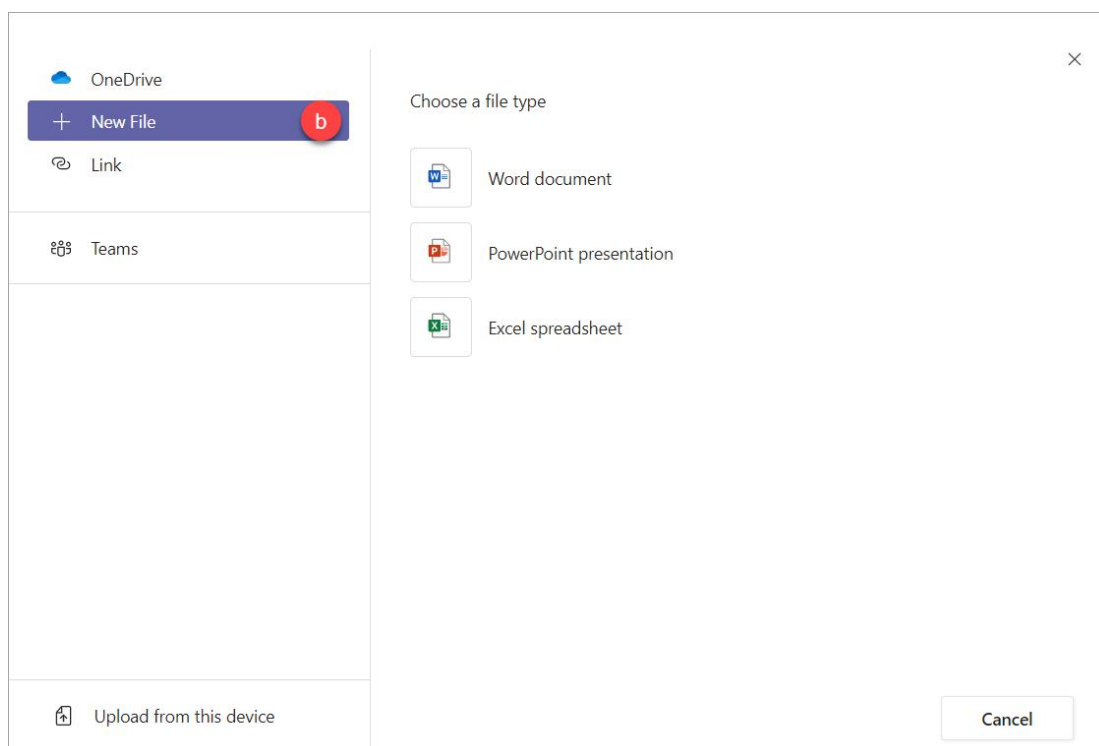 OneDrive
New File
b
Link
Teams
Upload from this device
Choose a file type
Word document
PowerPoint presentation
Excel spreadsheet
Cancel